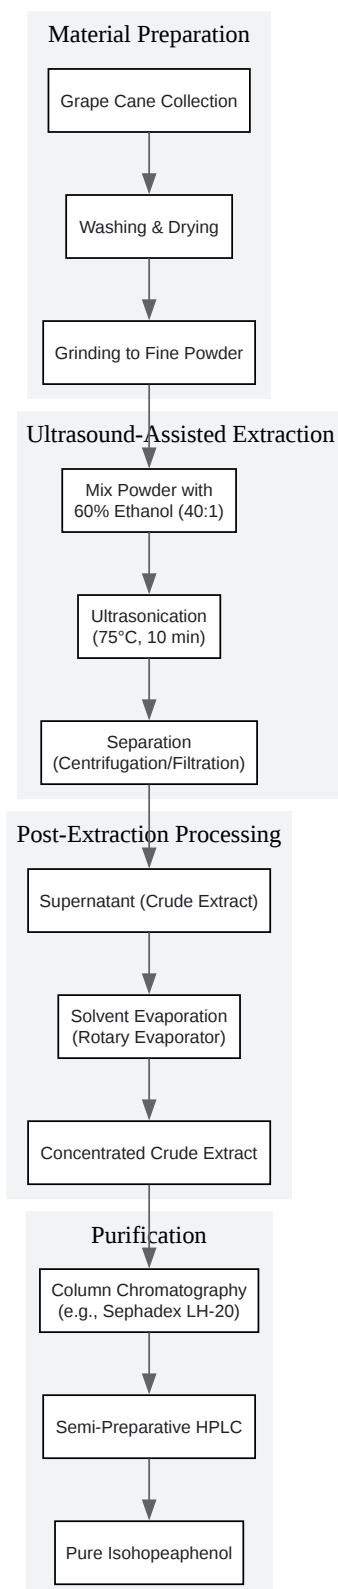 Material Preparation
Grape Cane Collection
Washing & Drying
Grinding to Fine Powder
Ultrasound-Assisted Extraction
Mix Powder with
60% Ethanol (40:1)
Ultrasonication
(75°C, 10 min)
Separation
(Centrifugation/Filtration)
Post-Extraction Processing
Supernatant (Crude Extract)
Solvent Evaporation
(Rotary Evaporator)
Concentrated Crude Extract
Purification
Column Chromatography
(e.g., Sephadex LH-20)
Semi-Preparative HPLC
Pure Isohopeaphenol